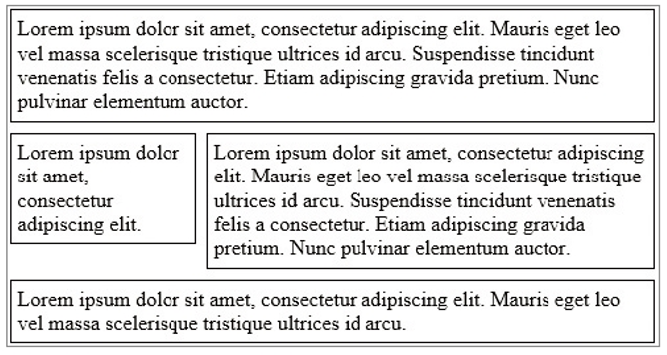 Lorem ipsum dolor sit amet, consectetur adipiscing elit. Mauris eget leo
vel massa scelerisque tristique ultrices id arcu. Suspendisse tincidunt
venenatis felis a consectetur. Etiam adipiscing gravida pretium. Nunc
pulvinar elementum auctor.
Lorem ipsum dolor
sit amet,
consectetur
adipiscing elit.
Lorem ipsum dolor sit amet, consectetur adipiscing
elit. Mauris eget leo vel massa scelerisque tristique
ultrices id arcu. Suspendisse tincidunt venenatis
felis a consectetur. Etiam adipiscing gravida
pretium. Nunc pulvinar elementum auctor.
Lorem ipsum dolor sit amet, consectetur adipiscing elit. Mauris eget leo
vel massa scelerisque tristique ultrices id arcu.